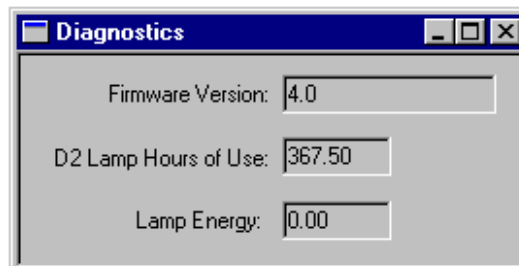 Diagnostics
Firmware Version: 4.0
D2 Lamp Hours of Use: 367.50
Lamp Energy: 0.00